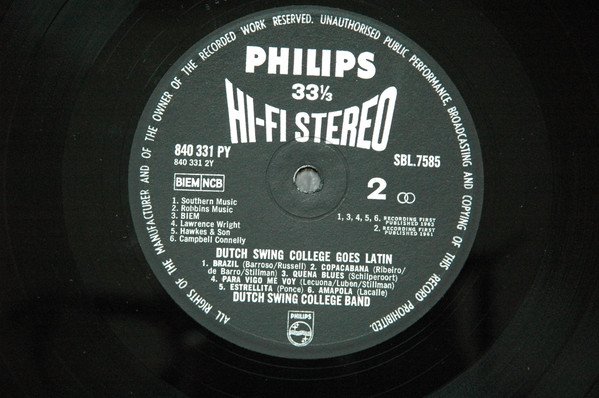 ALL RIGHTS OF THE MANUFACTURER AND OF THE OWNER OF THE RECORDED WORK RESERVED. UNAUTHORISED PUBLIC PERFORMANCE, BROADCASTING AND COPYING OF THIS RECORD PROHIBITED.
PHILIPS
33⅓
HI-FI STEREO
840 331 PY
840 331 2Y
SBL.7585
BIEM NCB
2
1. Southern Music
2. Robbins Music
3. BIEM
4. Lawrence Wright
5. Hawkes & Son
6. Campbell Connelly
1, 3, 4, 5, 6, RECORDING FIRST
PUBLISHED 1963
2, RECORDING FIRST
PUBLISHED 1961
DUTCH SWING COLLEGE GOES LATIN
1. BRAZIL (Barroso/Russell) 2. COPACABANA (Ribeiro/
de Barro/Stillman) 3. QUENA BLUES (Schilperoort)
4. PARA VIGO ME VOY (Lecuona/Luben/Stillman)
5. ESTRELLITA (Ponce) 6. AMAPOLA (Lacalle)
DUTCH SWING COLLEGE BAND
PHILIPS